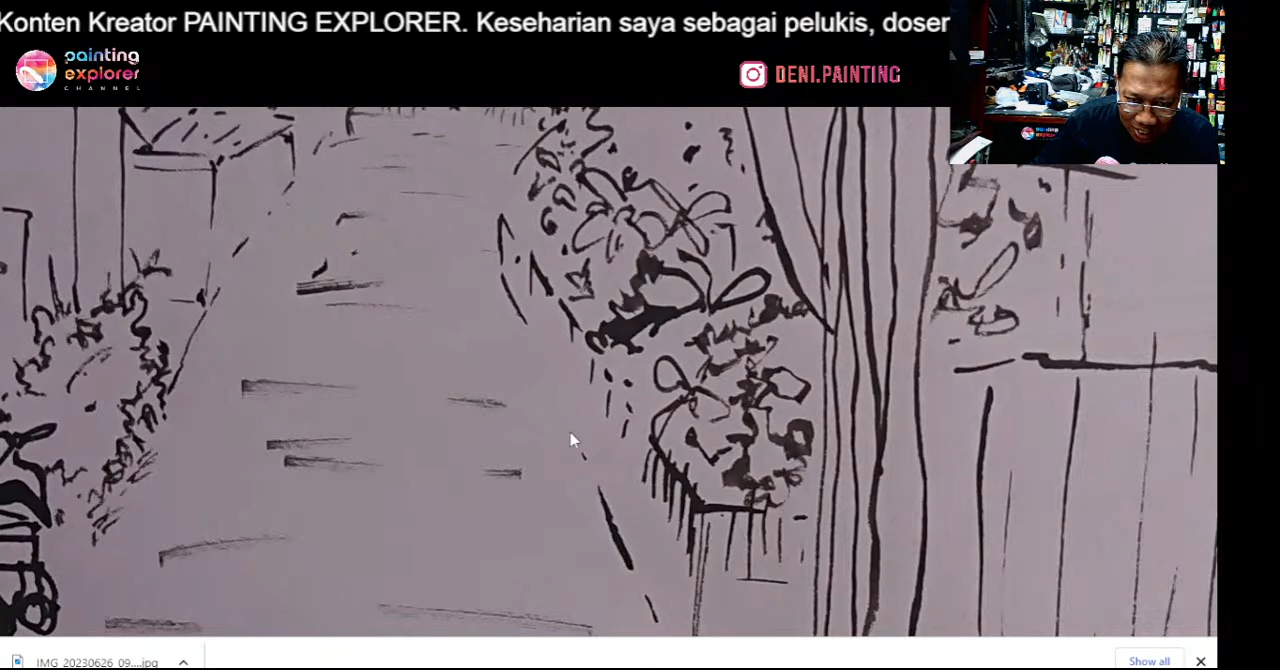 Konten Kreator PAINTING EXPLORER. Keseharian saya sebagai pelukis, doser
painting
explorer
CHANNEL
DENI.PAINTING
IMG_20230626_09....jpg
Show all